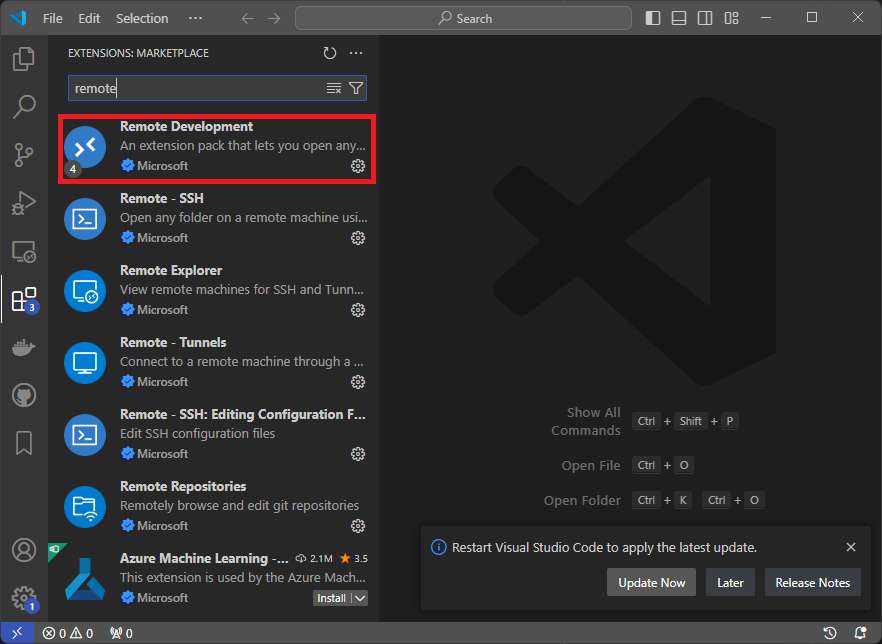 File Edit Selection ···
Search
EXTENSIONS: MARKETPLACE
remote
Remote Development
An extension pack that lets you open any...
Microsoft
4
Remote - SSH
Open any folder on a remote machine usi...
Microsoft
Remote Explorer
View remote machines for SSH and Tunn...
Microsoft
3
Remote - Tunnels
Connect to a remote machine through a ...
Microsoft
Remote - SSH: Editing Configuration F...
Edit SSH configuration files
Microsoft
Remote Repositories
Remotely browse and edit git repositories
Microsoft
Azure Machine Learning -... 2.1M 3.5
This extension is used by the Azure Mach...
Microsoft
Install
1
Show All Commands Ctrl + Shift + P
Open File Ctrl + O
Open Folder Ctrl + K Ctrl + O
Restart Visual Studio Code to apply the latest update.
Update Now Later Release Notes
0 0 0